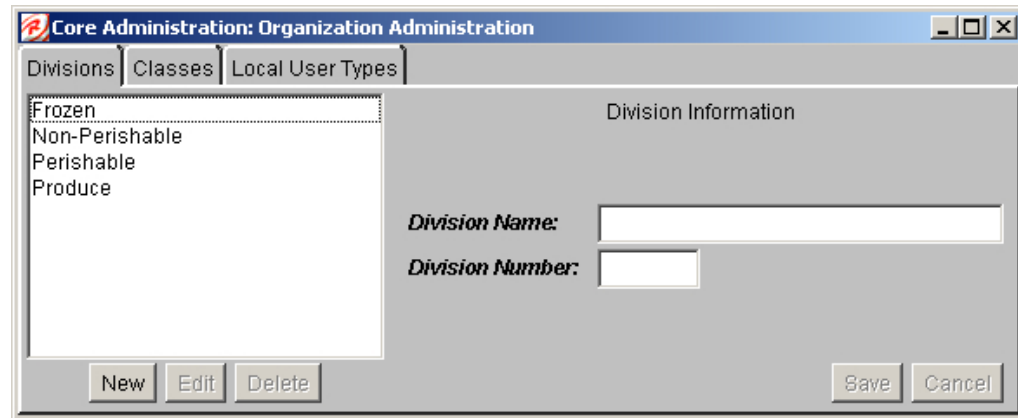 Core Administration: Organization Administration
Divisions Classes Local User Types
Frozen
Non-Perishable
Perishable
Produce
Division Information
Division Name:
Division Number:
New Edit Delete
Save Cancel